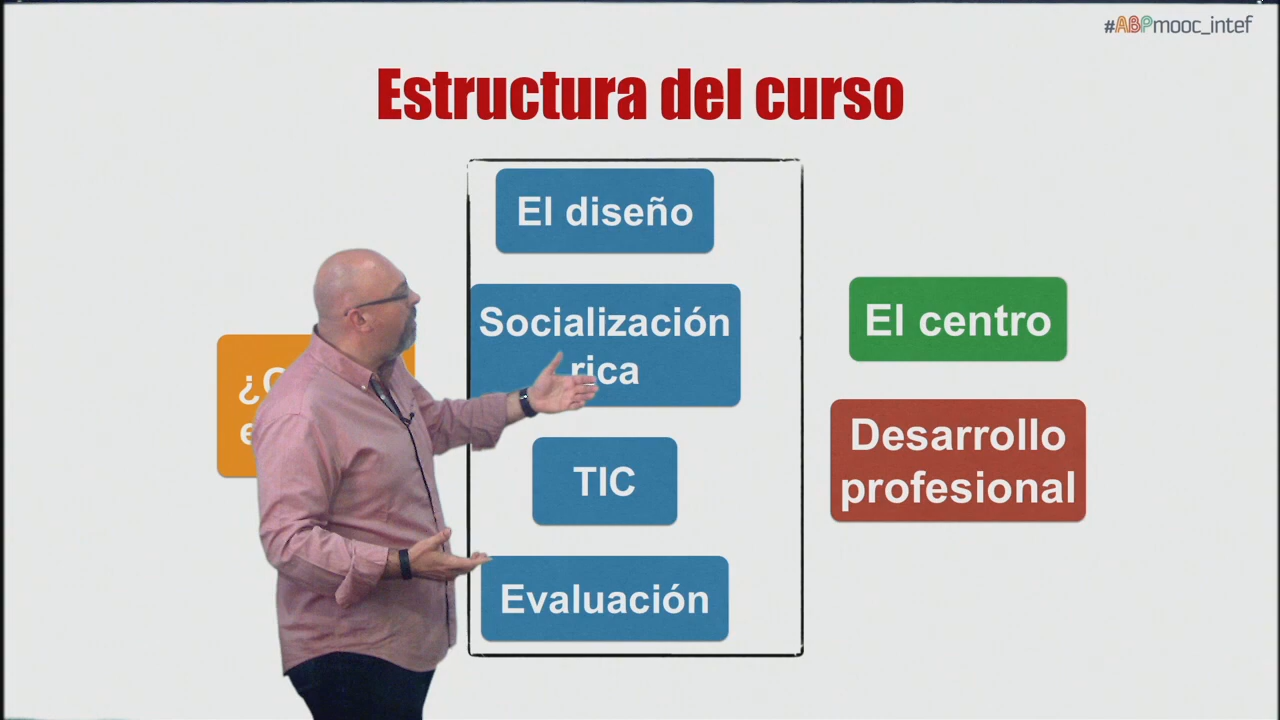 #ABPmooc_intef
Estructura del curso
El diseño
Socialización
rica
TIC
Evaluación
El centro
Desarrollo
profesional